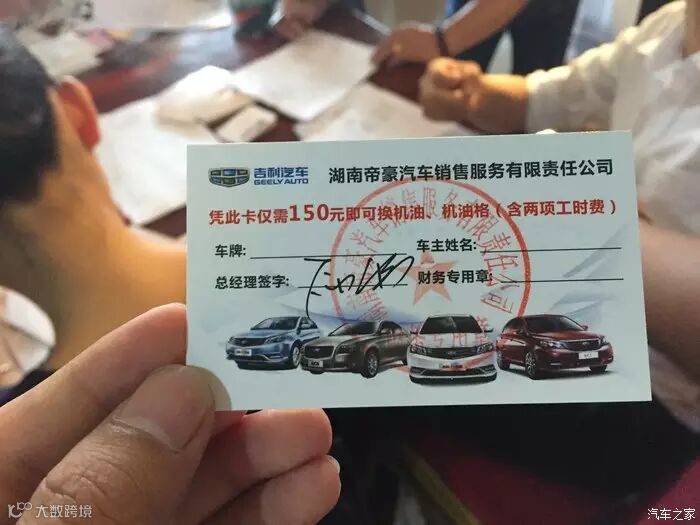 吉利汽车 湖南帝豪汽车销售服务有限责任公司
GEELY AUTO
凭此卡仅需150元即可换机油、机油格（含两项工时费）
车牌: 车主姓名:
总经理签字: 财务专用章:
大数跨境
汽车之家